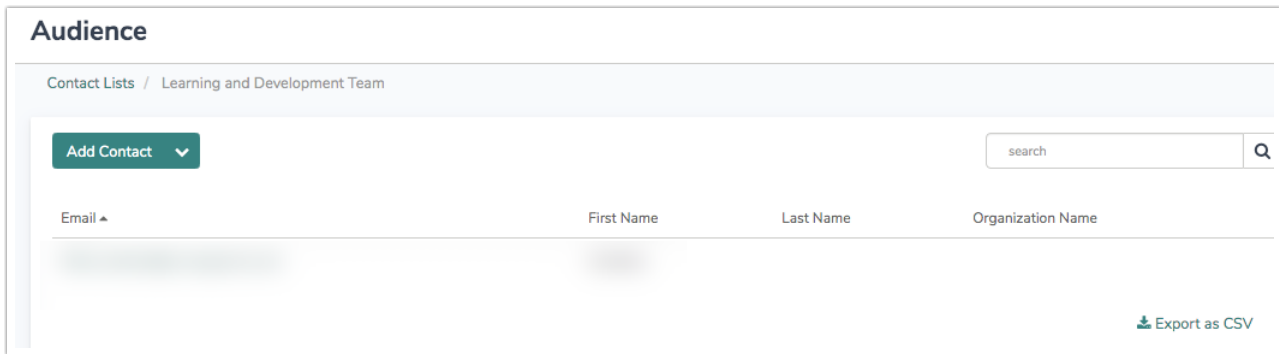 Audience
Contact Lists / Learning and Development Team
Add Contact
search
Email First Name Last Name Organization Name
Export as CSV